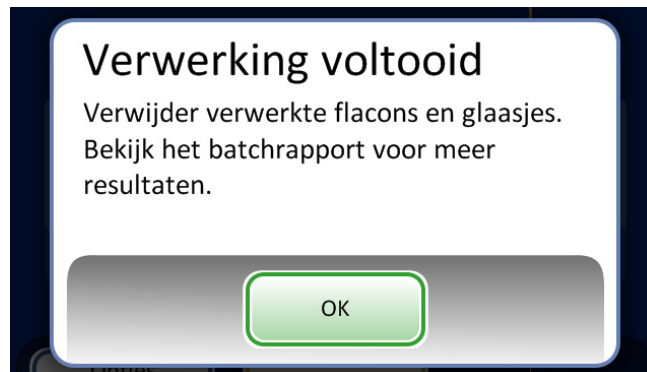 Verwerking voltooid
Verwijder verwerkte flacons en glaasjes.
Bekijk het batchrapport voor meer
resultaten.
OK